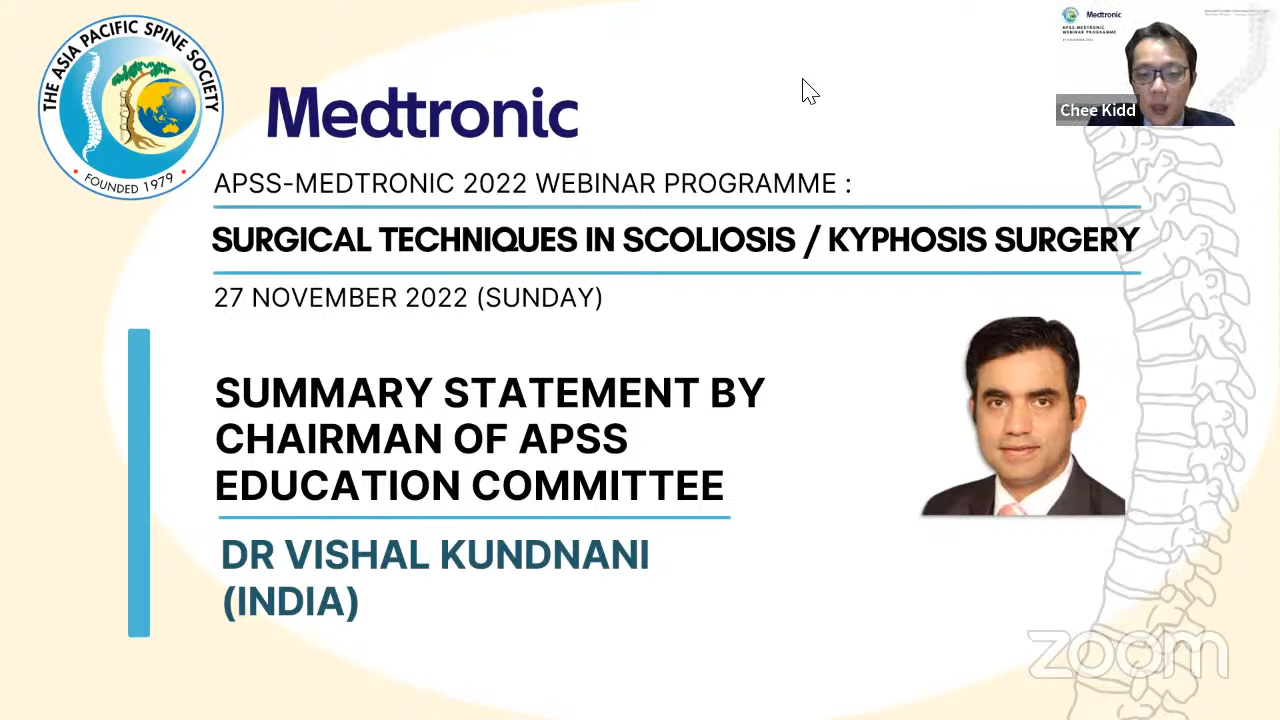 THE ASIA PACIFIC SPINE SOCIETY
FOUNDED 1979
Medtronic
Medtronic
APSS-MEDTRONIC
WEBINAR PROGRAMME
Chee Kidd
APSS-MEDTRONIC 2022 WEBINAR PROGRAMME :
SURGICAL TECHNIQUES IN SCOLIOSIS / KYPHOSIS SURGERY
27 NOVEMBER 2022 (SUNDAY)
SUMMARY STATEMENT BY
CHAIRMAN OF APSS
EDUCATION COMMITTEE
DR VISHAL KUNDNANI
(INDIA)
zoom